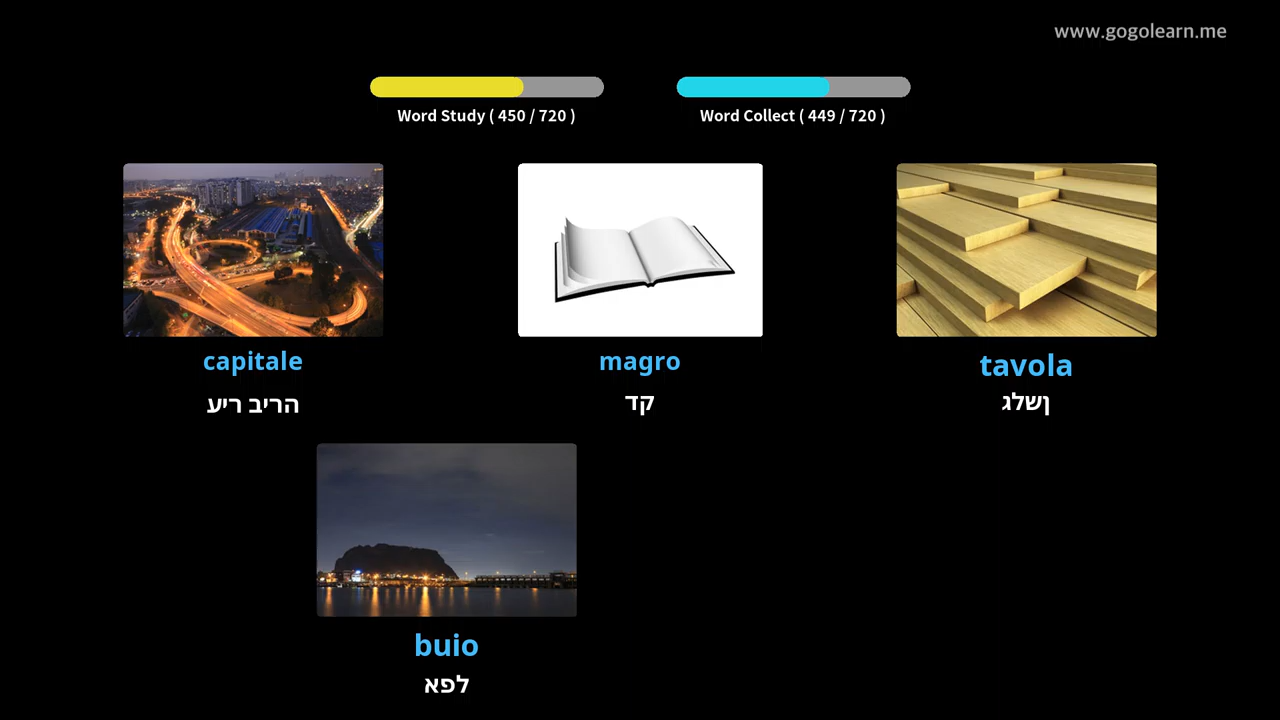 www.gogolearn.me
Word Study ( 450 / 720 )
Word Collect ( 449 / 720 )
capitale
הריב ריע
magro
קד
tavola
ןשלג
buio
לפא